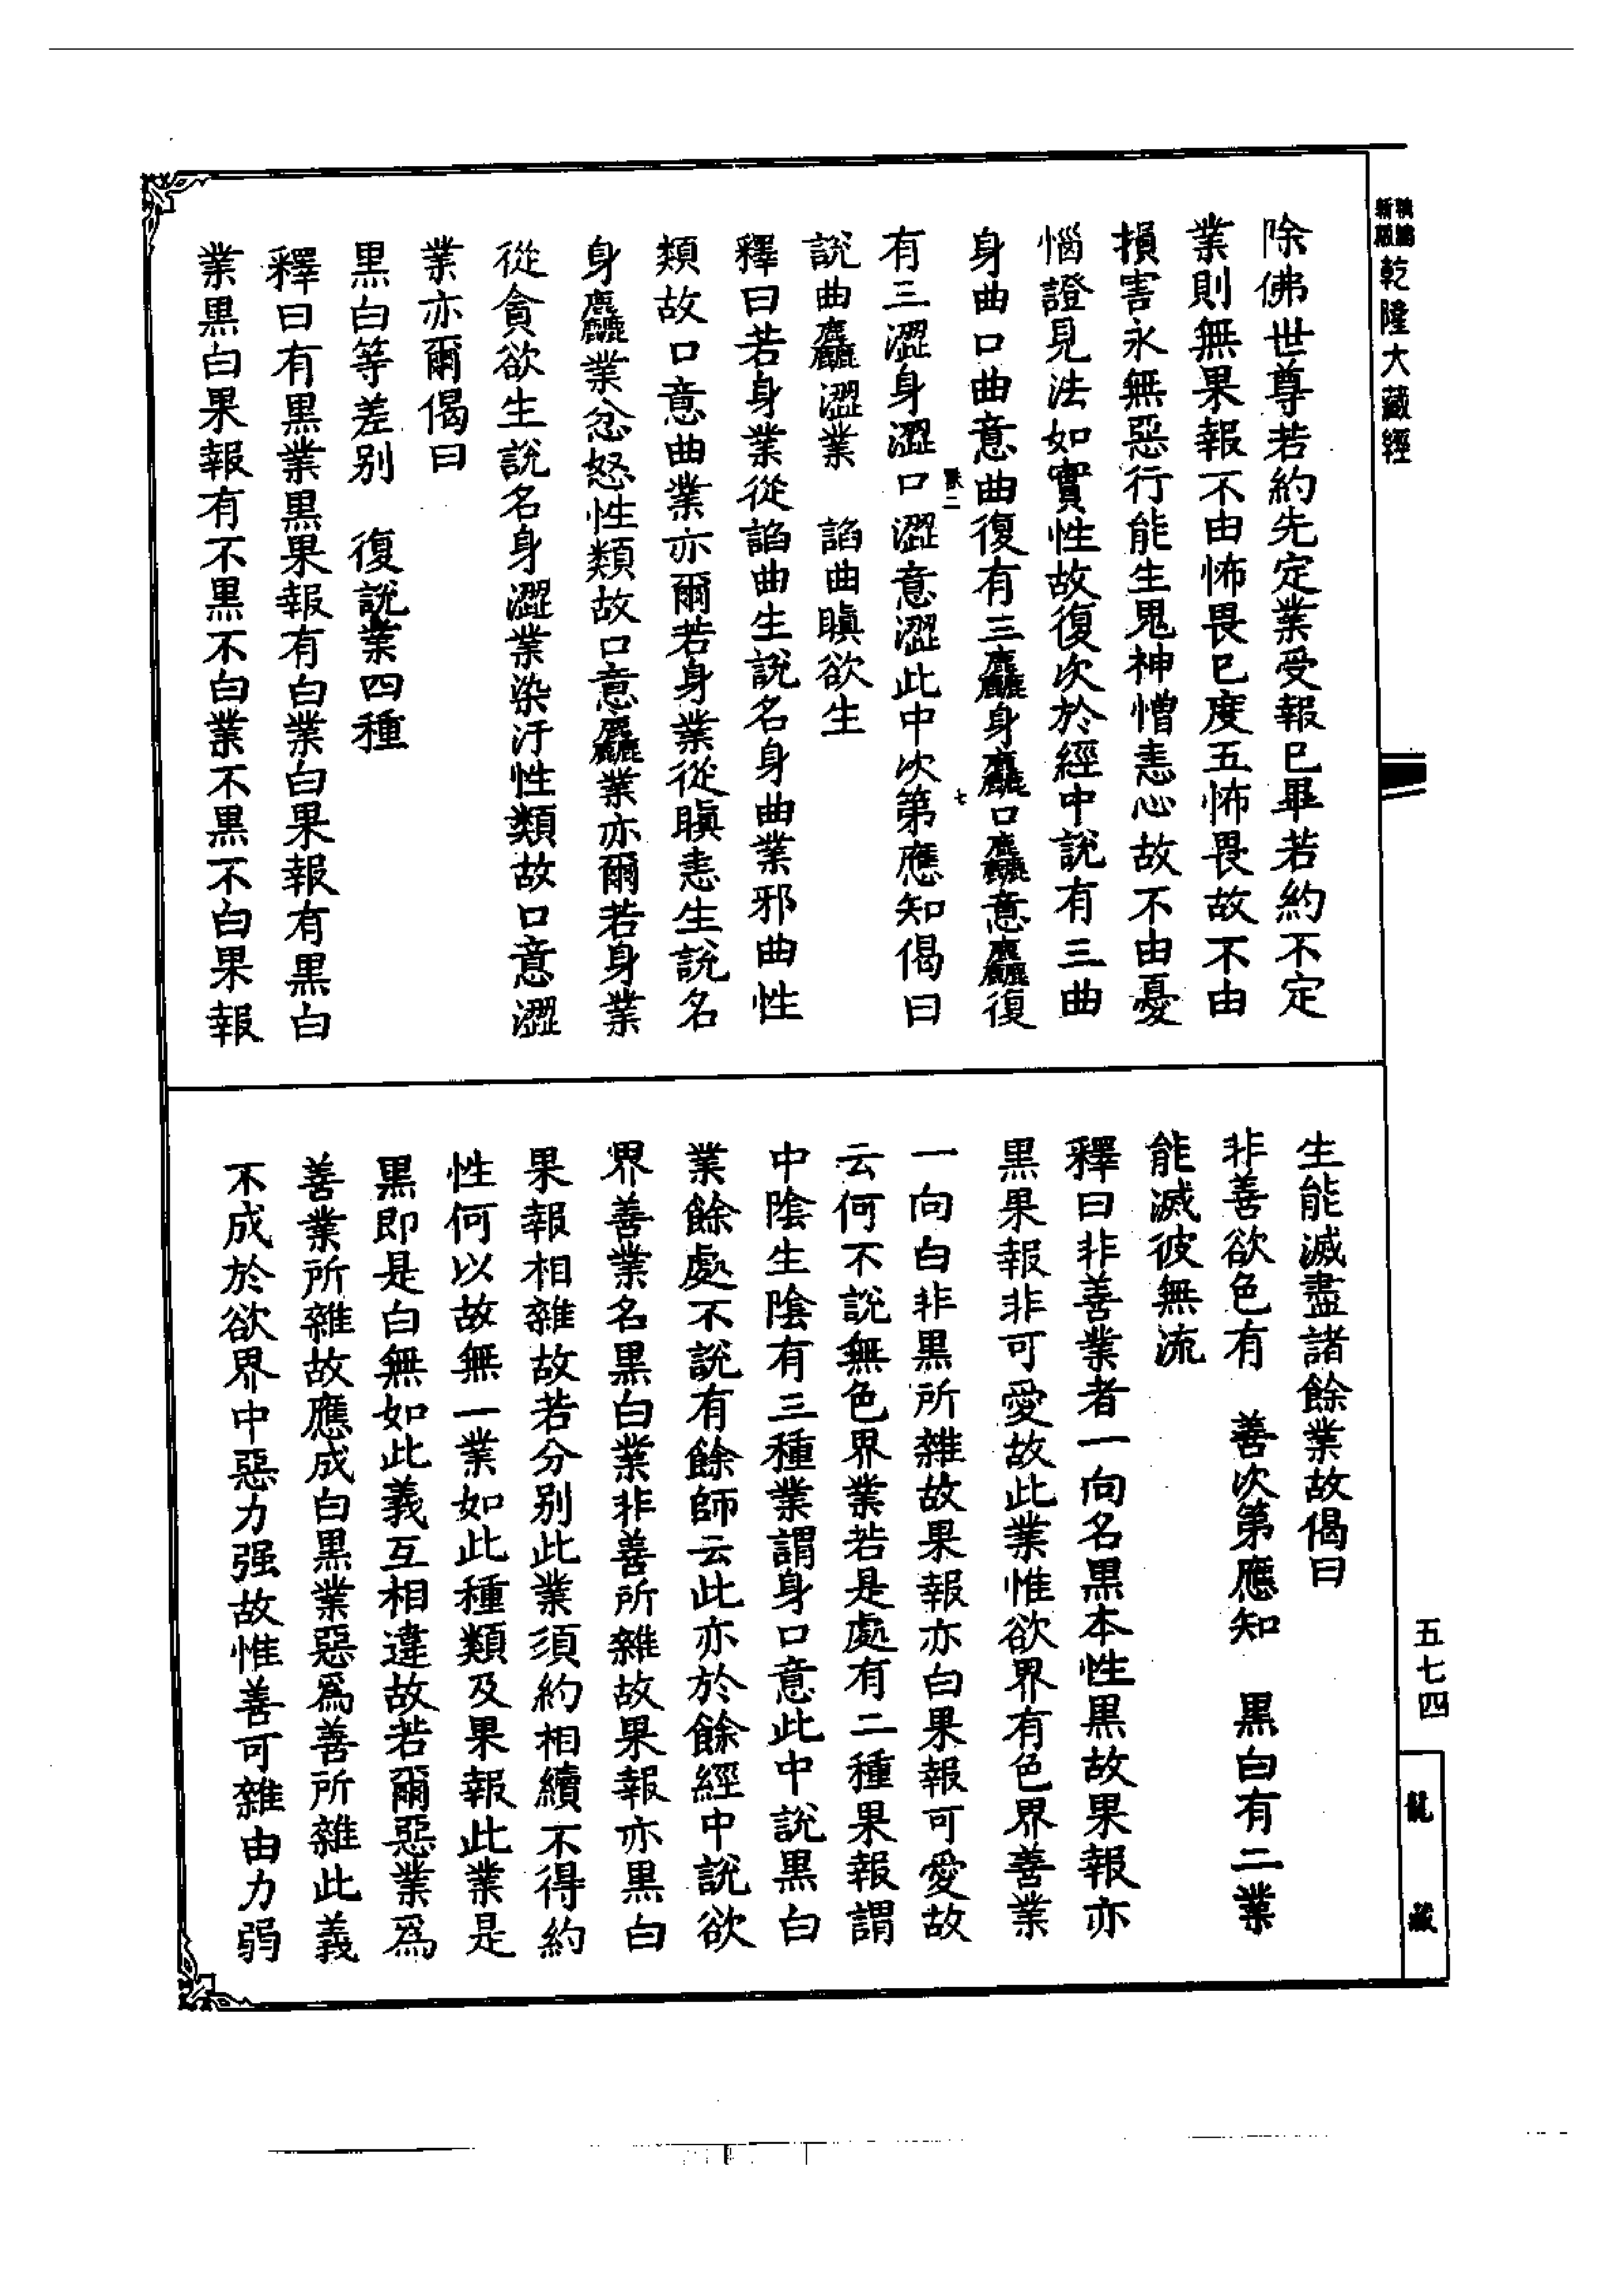 新編縮版乾隆大藏經
除佛世尊若約先定業受報已畢若約不定
業則無果報不由怖畏已度五怖畏故不由
損害永無惡行能生鬼神憎恚心故不由憂
惱證見法如實性故復次於經中說有三曲
身曲口曲意曲復有三麤身麤口麤意麤復
有三澀身澀口澀意澀此中次第應知偈曰
說曲麤澀業　諂曲瞋欲生
釋曰若身業從諂曲生說名身曲業邪曲性
類故口意曲業亦爾若身業從瞋恚生說名
身麤業忿怒性類故口意麤業亦爾若身業
從貪欲生說名身澀業染汙性類故口意澀
業亦爾偈曰
黑白等差別　復說業四種
釋曰有黑業黑果報有白業白果報有黑白
業黑白果報有不黑不白業不黑不白果報
生能滅盡諸餘業故偈曰
非善欲色有　善次第應知　黑白有二業
能滅彼無流
釋曰非善業者一向名黑本性黑故果報亦
黑果報非可愛故此業惟欲界有色界善業
一向白非黑所雜故果報亦白果報可愛故
云何不說無色界業若是處有二種果報謂
中陰生陰有三種業謂身口意此中說黑白
業餘處不說有餘師云此亦於餘經中說欲
界善業名黑白業非善所雜故果報亦黑白
果報相雜故若分別此業須約相續不得約
性何以故無一業如此種類及果報此業是
黑即是白無如此義互相違故若爾惡業為
善業所雜故應成白黑業惡為善所雜此義
不成於欲界中惡力强故惟善可雜由力弱
五七四
龍藏